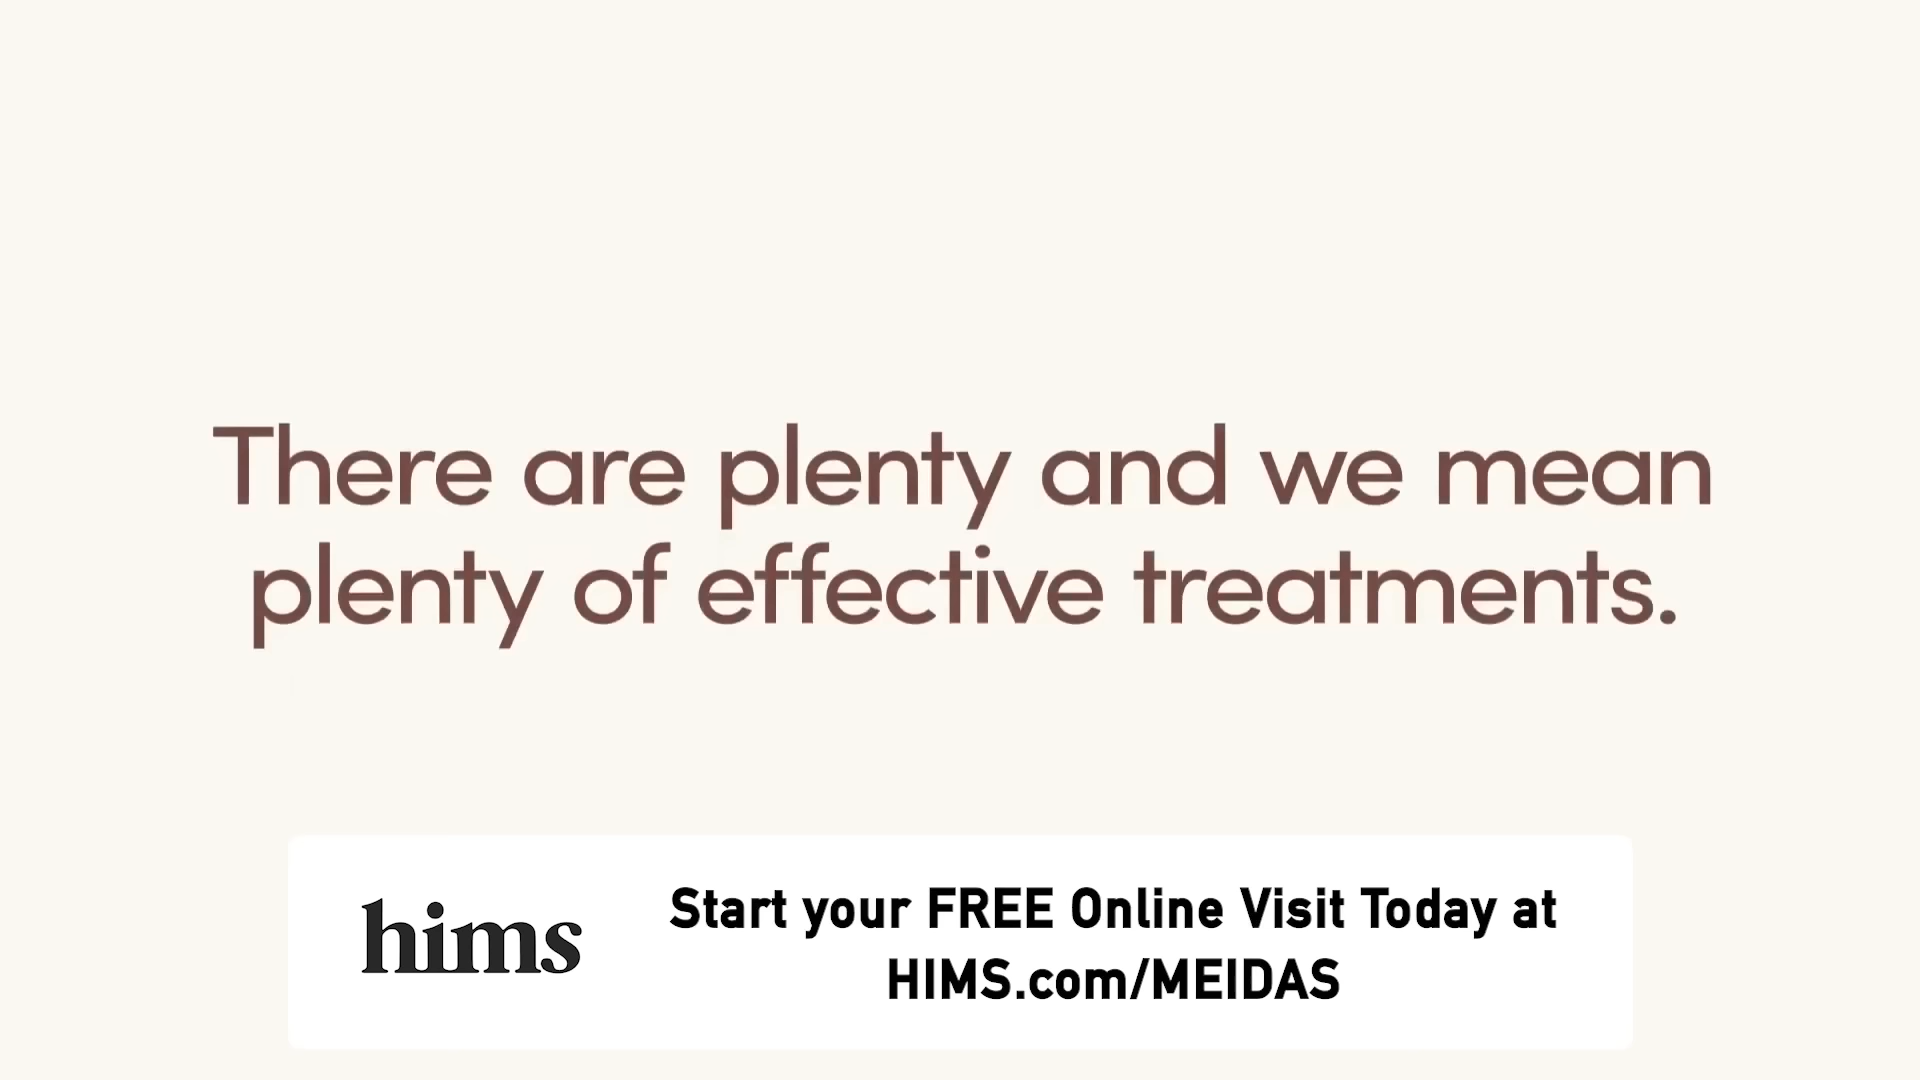 There are plenty and we mean
plenty of effective treatments.
hims
Start your FREE Online Visit Today at
HIMS.com/MEIDAS